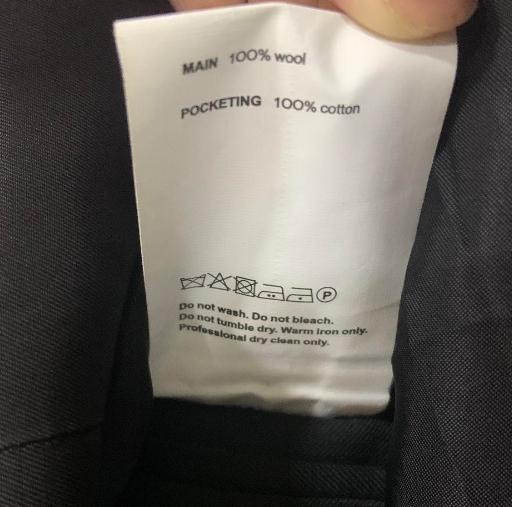 MAIN 100% wool
POCKETING 100% cotton
P
Do not wash. Do not bleach.
Do not tumble dry. Warm iron only.
Professional dry clean only.